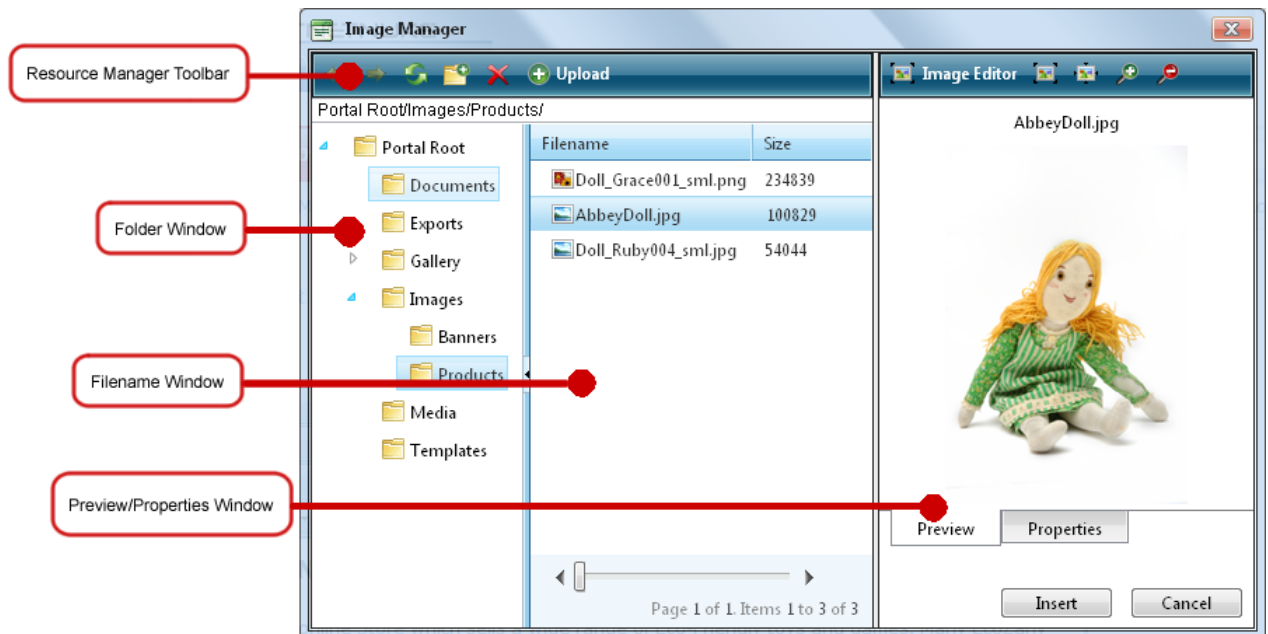 Image Manager
Resource Manager Toolbar
Upload
Image Editor
Portal Root/Images/Products/
AbbeyDoll.jpg
Filename
Size
Portal Root
Documents
Exports
Gallery
Images
Banners
Products
Media
Templates
Doll_Grace001_sml.png 234839
AbbeyDoll.jpg 100829
Doll_Ruby004_sml.jpg 54044
Folder Window
Filename Window
Preview/Properties Window
Preview
Properties
Page 1 of 1. Items 1 to 3 of 3
Insert
Cancel